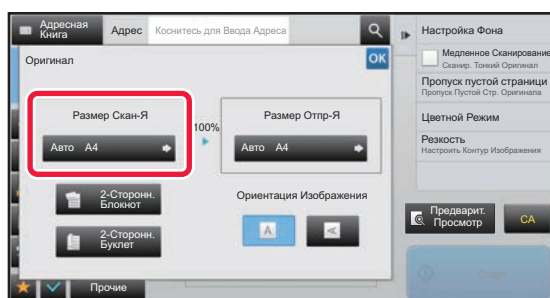 Адресная
Книга
Адрес
Коснитесь для Ввода Адреса
Настройка Фона
Оригинал
OK
Медленное Сканирование
Сканир. Тонкий Оригинал
Размер Скан-Я
100%
Размер Отпр-Я
Пропуск пустой страници
Пропуск Пустой Стр. Оригинала
Авто A4
Авто A4
Цветной Режим
Резкость
Настроить Контур Изображения
2-Сторонн.
Блокнот
Ориентация Изображения
2-Сторонн.
Буклет
A
A
Предварит.
Просмотр
CA
Прочие
Старт